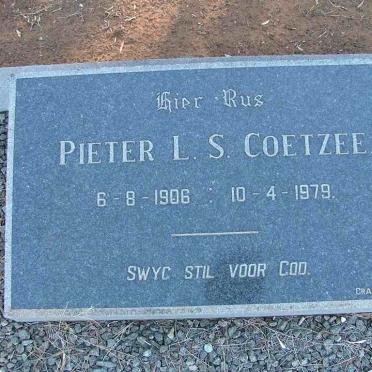 Hier Rus
PIETER L. S. COETZEE.
6-8-1906 : 10-4-1979.
SWYG STIL VOOR GOD.